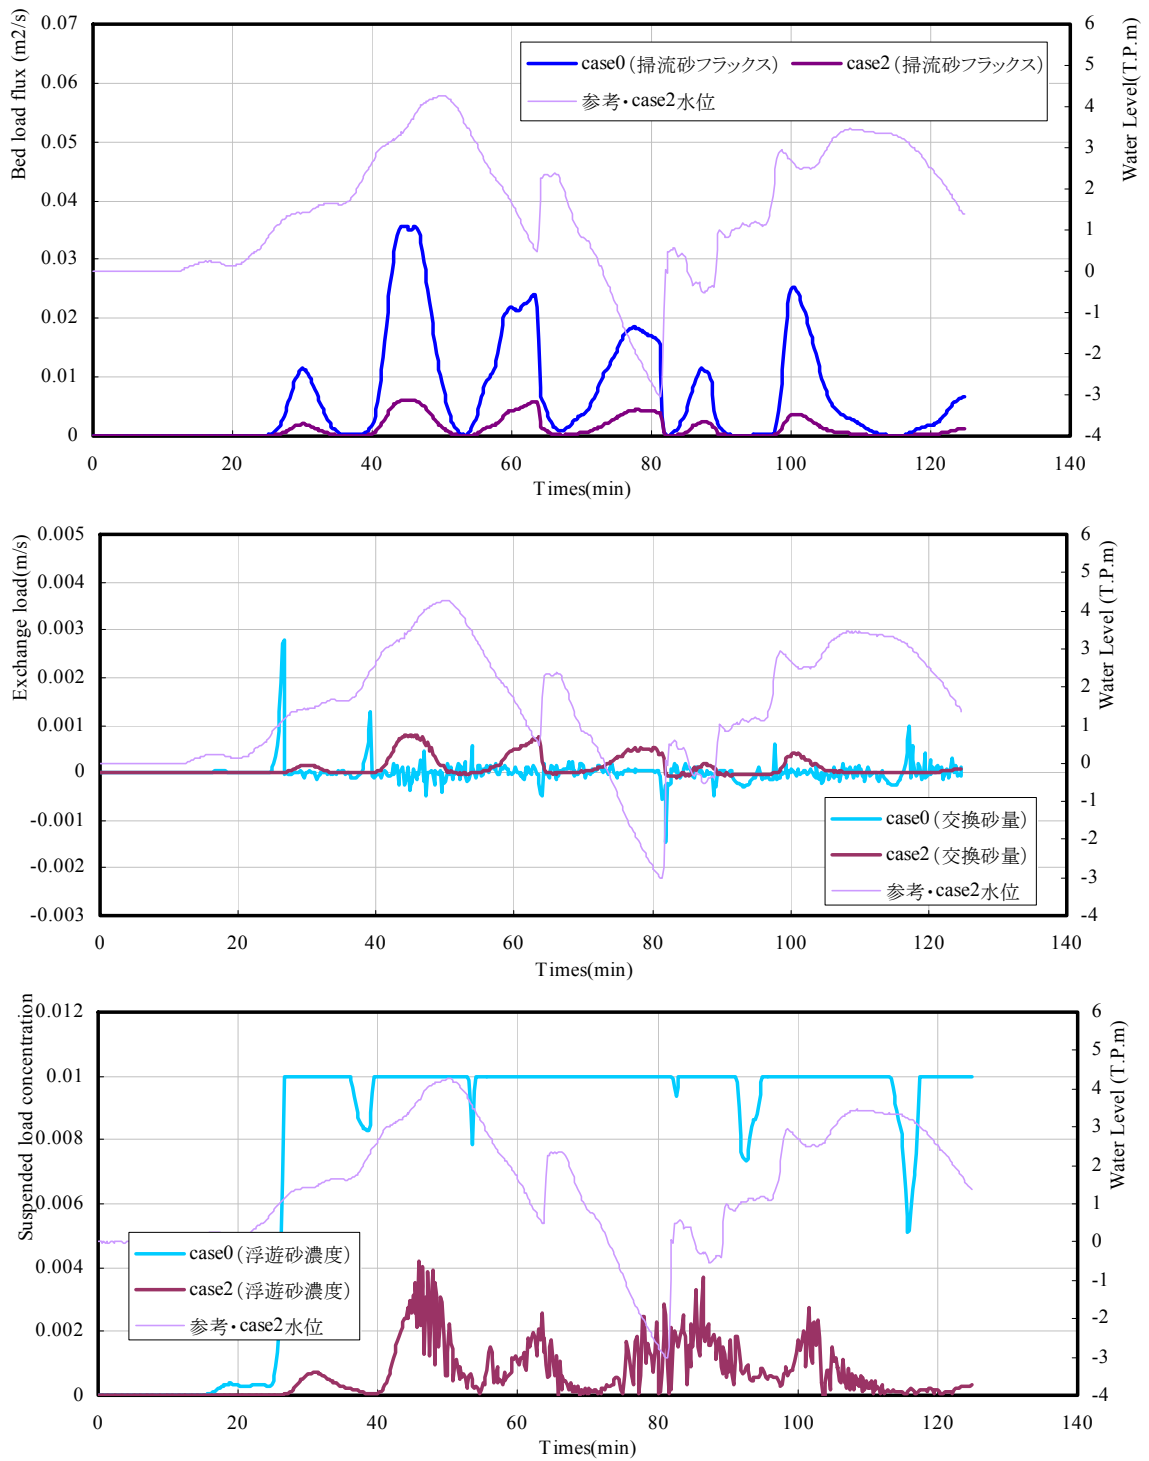 Bed load flux (m2/s)
0.07
0.06
0.05
0.04
0.03
0.02
0.01
0
case0（掃流砂フラックス） case2（掃流砂フラックス）
参考・case2水位
6
5
4
3
2
1
0
-1
-2
-3
-4
Water Level(T.P.m)
0 20 40 60 80 100 120 140
Times(min)
Exchange load(m/s)
0.005
0.004
0.003
0.002
0.001
0
-0.001
-0.002
-0.003
case0（交換砂量）
case2（交換砂量）
参考・case2水位
6
5
4
3
2
1
0
-1
-2
-3
-4
Water Level (T.P.m)
0 20 40 60 80 100 120 140
Times(min)
Suspended load concentration
0.012
0.01
0.008
0.006
0.004
0.002
0
case0（浮遊砂濃度）
case2（浮遊砂濃度）
参考・case2水位
6
5
4
3
2
1
0
-1
-2
-3
-4
Water Level (T.P.m)
0 20 40 60 80 100 120 140
Times(min)